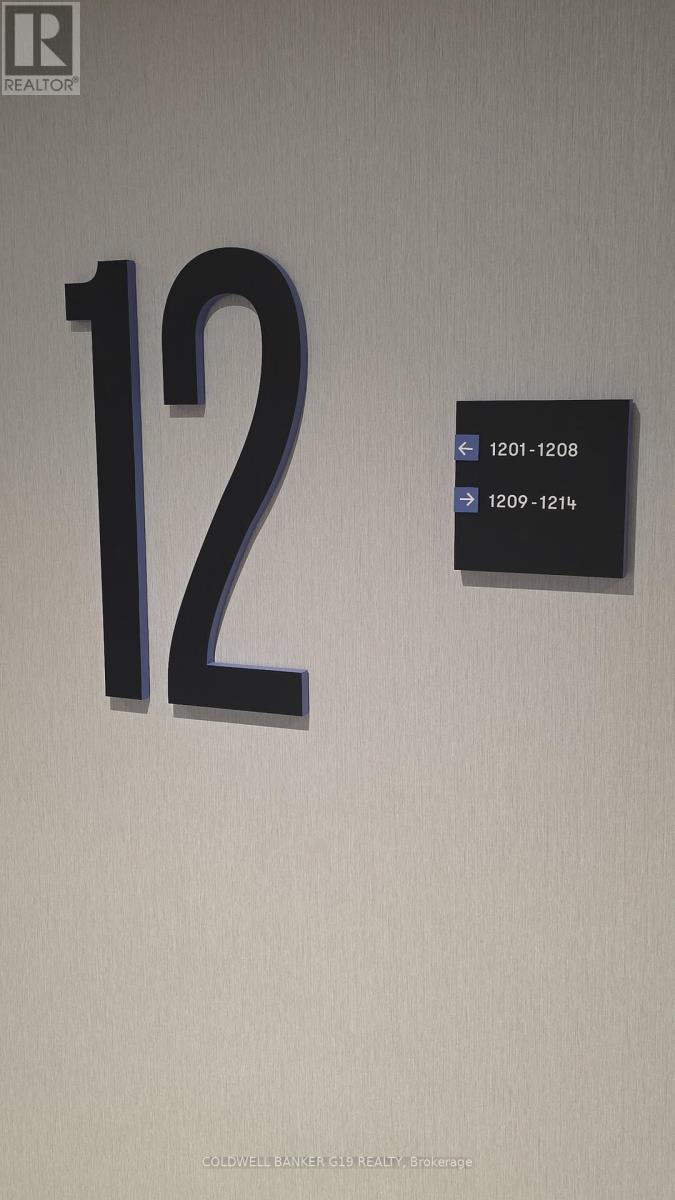 R
REALTOR®
12
← 1201-1208
→ 1209-1214
COLDWELL BANKER G19 REALTY, Brokerage